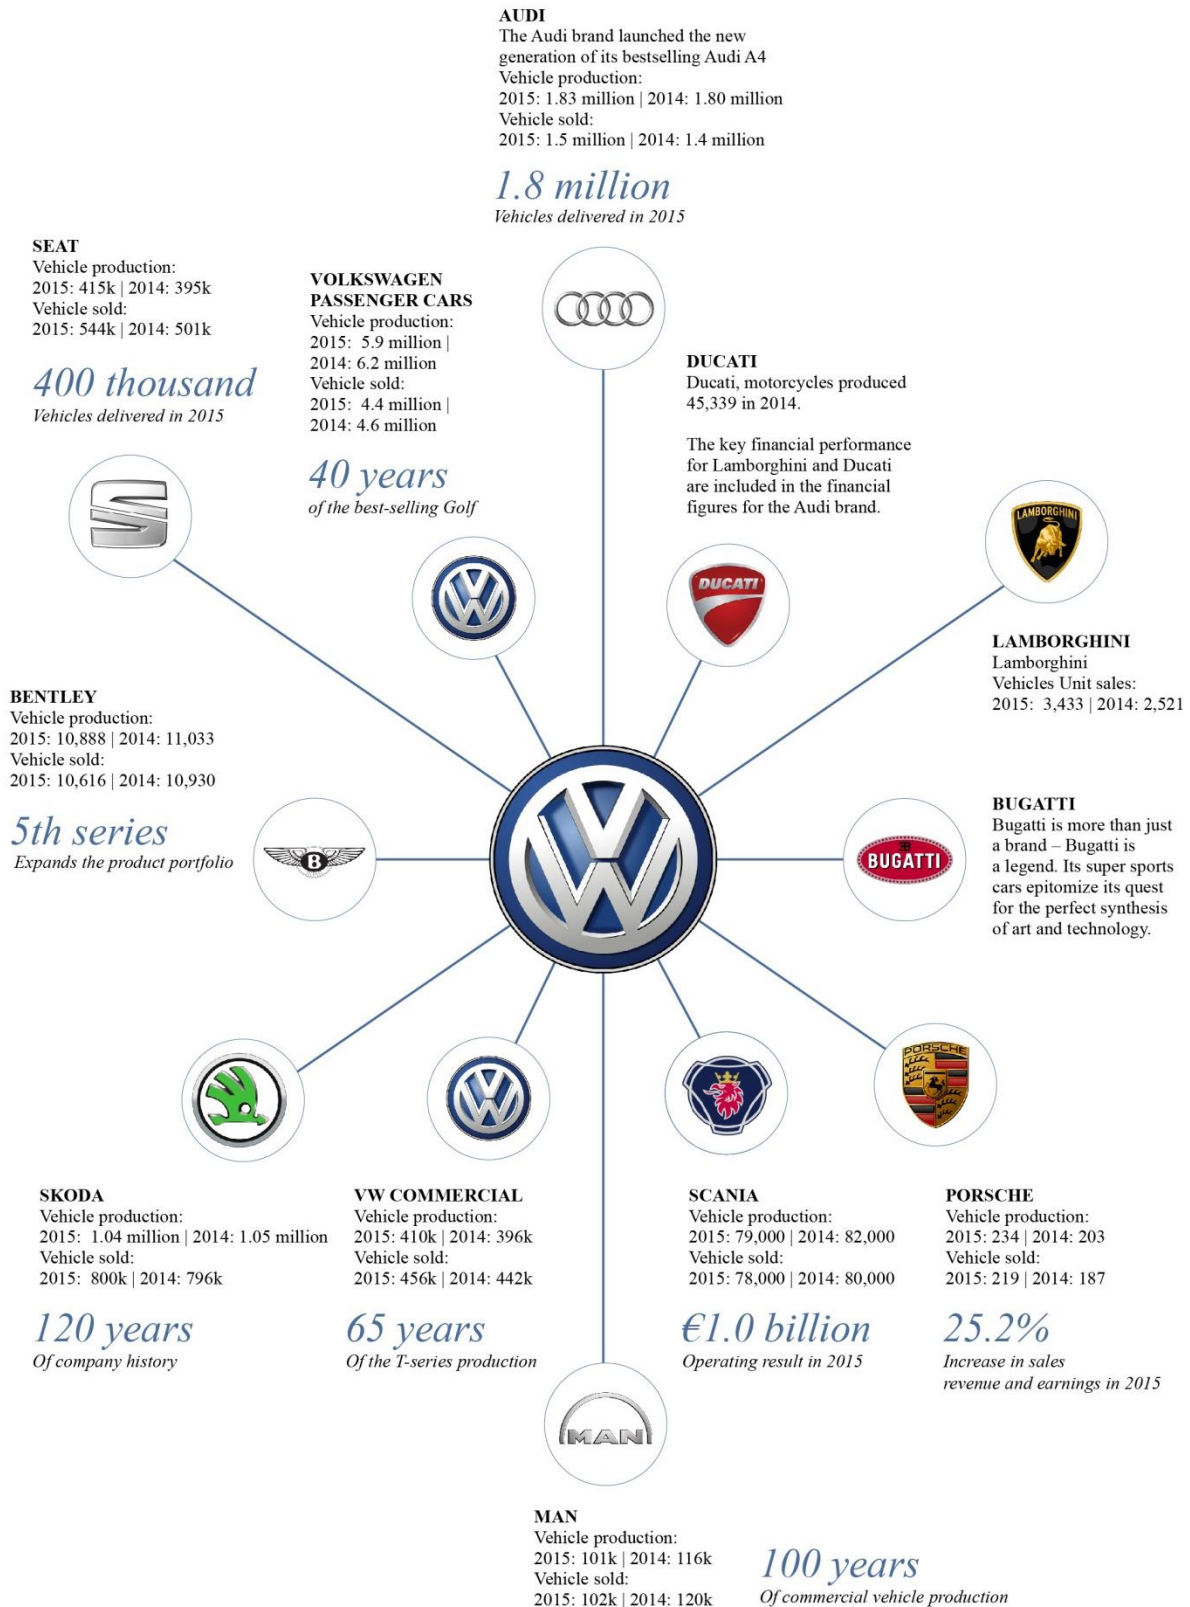 AUDI
The Audi brand launched the new
generation of its bestselling Audi A4
Vehicle production:
2015: 1.83 million | 2014: 1.80 million
Vehicle sold:
2015: 1.5 million | 2014: 1.4 million
1.8 million
Vehicles delivered in 2015
SEAT
Vehicle production:
2015: 415k | 2014: 395k
Vehicle sold:
2015: 544k | 2014: 501k
400 thousand
Vehicles delivered in 2015
VOLKSWAGEN
PASSENGER CARS
Vehicle production:
2015:  5.9 million |
2014: 6.2 million
Vehicle sold:
2015:  4.4 million |
2014: 4.6 million
40 years
of the best-selling Golf
DUCATI
Ducati, motorcycles produced
45,339 in 2014.
The key financial performance
for Lamborghini and Ducati
are included in the financial
figures for the Audi brand.
DUCATI
LAMBORGHINI
LAMBORGHINI
Lamborghini
Vehicles Unit sales:
2015:  3,433 | 2014: 2,521
BENTLEY
Vehicle production:
2015: 10,888 | 2014: 11,033
Vehicle sold:
2015: 10,616 | 2014: 10,930
5th series
Expands the product portfolio
B
BUGATTI
BUGATTI
Bugatti is more than just
a brand – Bugatti is
a legend. Its super sports
cars epitomize its quest
for the perfect synthesis
of art and technology.
PORSCHE
SKODA
Vehicle production:
2015:  1.04 million | 2014: 1.05 million
Vehicle sold:
2015:  800k | 2014: 796k
120 years
Of company history
VW COMMERCIAL
Vehicle production:
2015: 410k | 2014: 396k
Vehicle sold:
2015: 456k | 2014: 442k
65 years
Of the T-series production
SCANIA
Vehicle production:
2015: 79,000 | 2014: 82,000
Vehicle sold:
2015: 78,000 | 2014: 80,000
€1.0 billion
Operating result in 2015
PORSCHE
Vehicle production:
2015: 234 | 2014: 203
Vehicle sold:
2015: 219 | 2014: 187
25.2%
Increase in sales
revenue and earnings in 2015
MAN
MAN
Vehicle production:
2015: 101k | 2014: 116k
Vehicle sold:
2015: 102k | 2014: 120k
100 years
Of commercial vehicle production